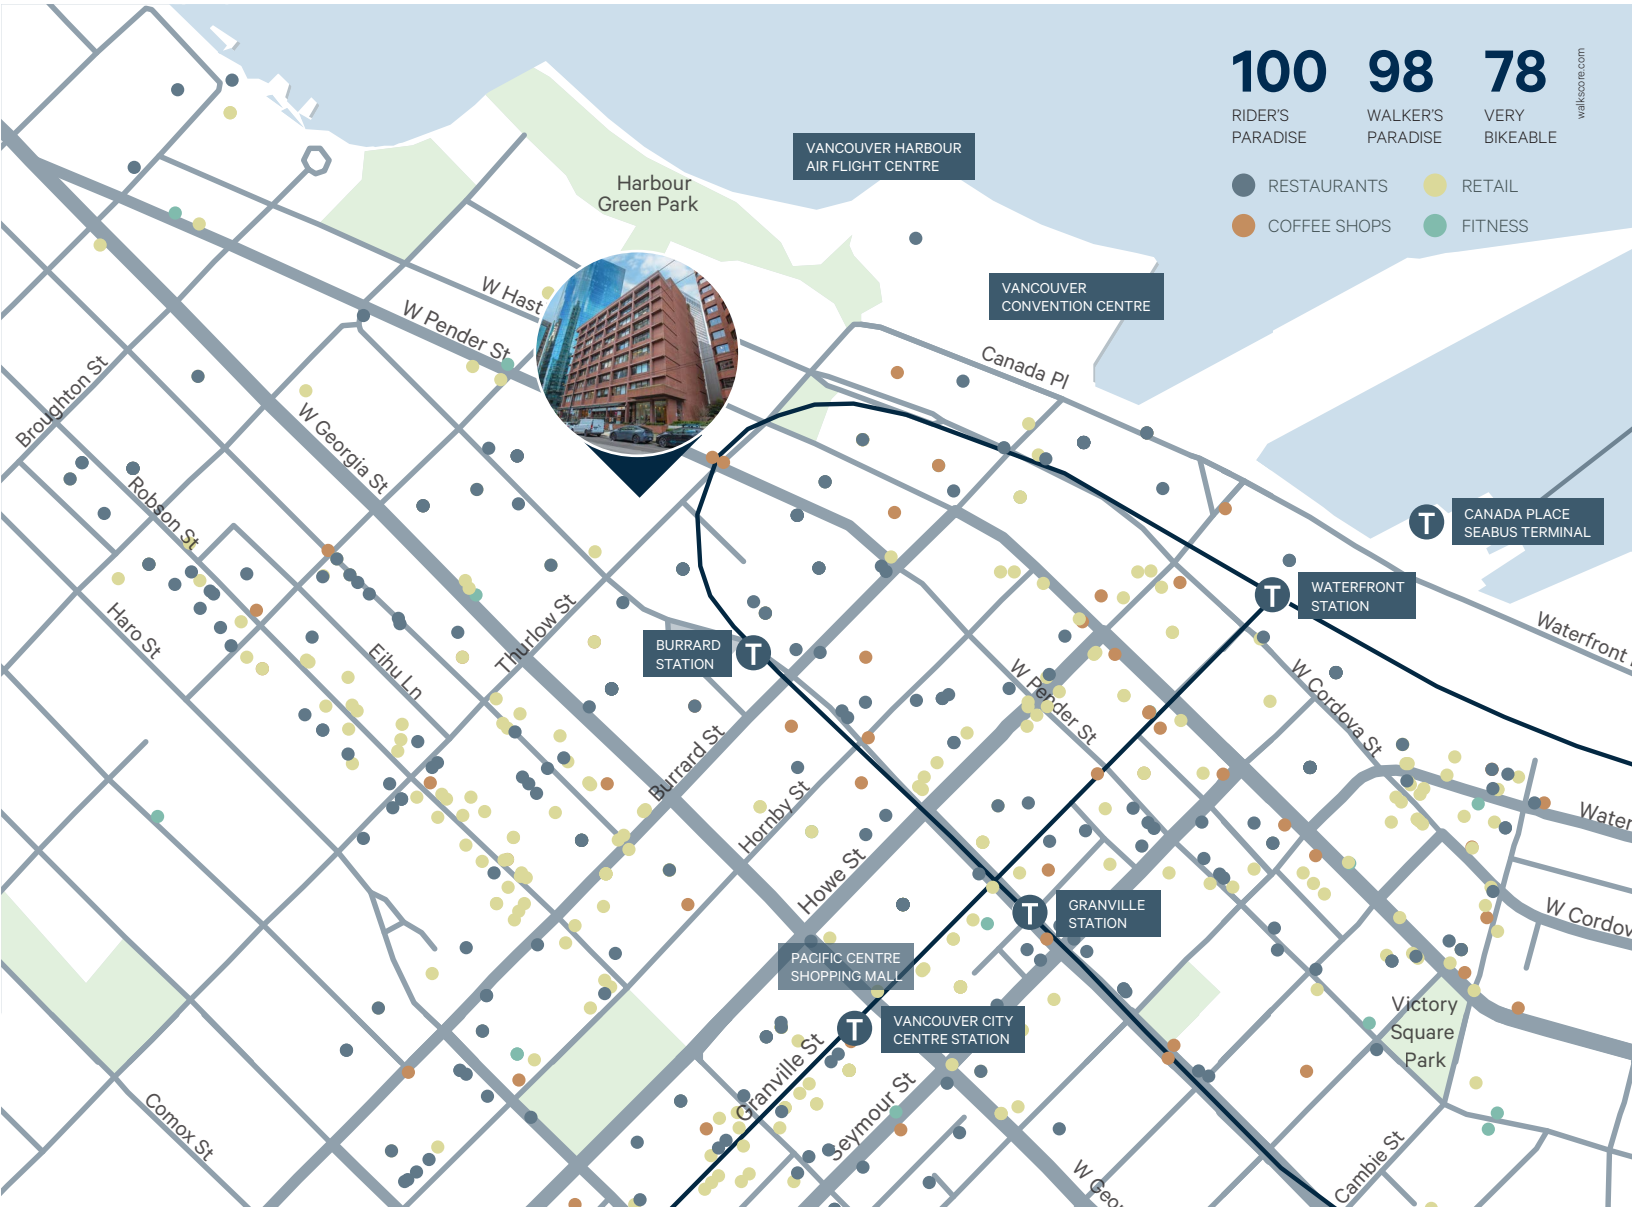 100
RIDER'S
PARADISE
98
WALKER'S
PARADISE
78
VERY
BIKEABLE
walkscore.com
RESTAURANTS
RETAIL
COFFEE SHOPS
FITNESS
VANCOUVER HARBOUR
AIR FLIGHT CENTRE
Harbour
Green Park
VANCOUVER
CONVENTION CENTRE
W Hast
W Pender St
Canada Pl
Broughton St
W Georgia St
Robson St
CANADA PLACE
SEABUS TERMINAL
T
WATERFRONT
STATION
T
Waterfront
Haro St
Eihu Ln
Thurlow St
BURRARD
STATION
T
W Pender St
W Cordova St
Burrard St
Hornby St
Howe St
Water
W Cordov
GRANVILLE
STATION
T
PACIFIC CENTRE
SHOPPING MALL
VANCOUVER CITY
CENTRE STATION
T
Victory
Square
Park
Granville St
Seymour St
Comox St
W Geor
Cambie St